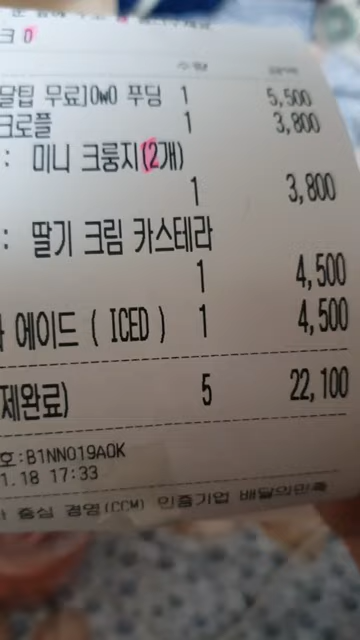 크 0
수량 금액
달팁 무료]OwO 푸딩 1 5,500
크로플 1 3,800
: 미니 크룽지(2개)
1 3,800
: 딸기 크림 카스테라
1 4,500
에이드 ( ICED ) 1 4,500
제완료) 5 22,100
호:B1NN019A0K
1.18 17:33
중심 경영(CCM) 인증기업 배달의민족